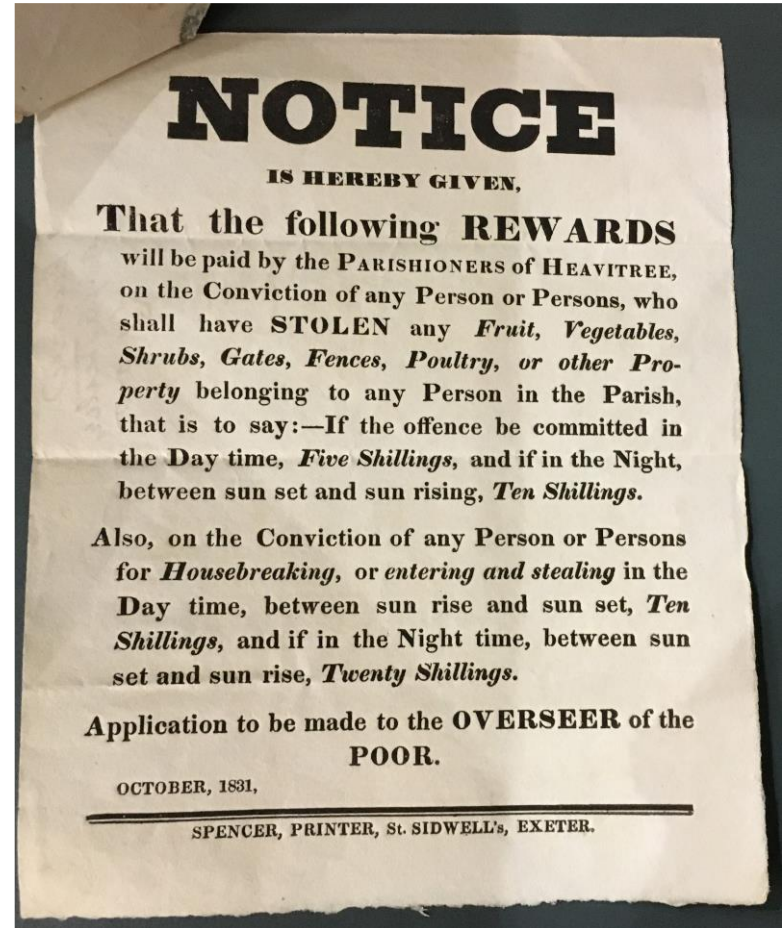 NOTICE
IS HEREBY GIVEN,
That the following REWARDS
will be paid by the PARISHIONERS of HEAVITREE,
on the Conviction of any Person or Persons, who
shall have STOLEN any Fruit, Vegetables,
Shrubs, Gates, Fences, Poultry, or other Pro-
perty belonging to any Person in the Parish,
that is to say:—If the offence be committed in
the Day time, Five Shillings, and if in the Night,
between sun set and sun rising, Ten Shillings.
Also, on the Conviction of any Person or Persons
for Housebreaking, or entering and stealing in the
Day time, between sun rise and sun set, Ten
Shillings, and if in the Night time, between sun
set and sun rise, Twenty Shillings.
Application to be made to the OVERSEER of the
POOR.
OCTOBER, 1831,
SPENCER, PRINTER, St. SIDWELL's, EXETER.